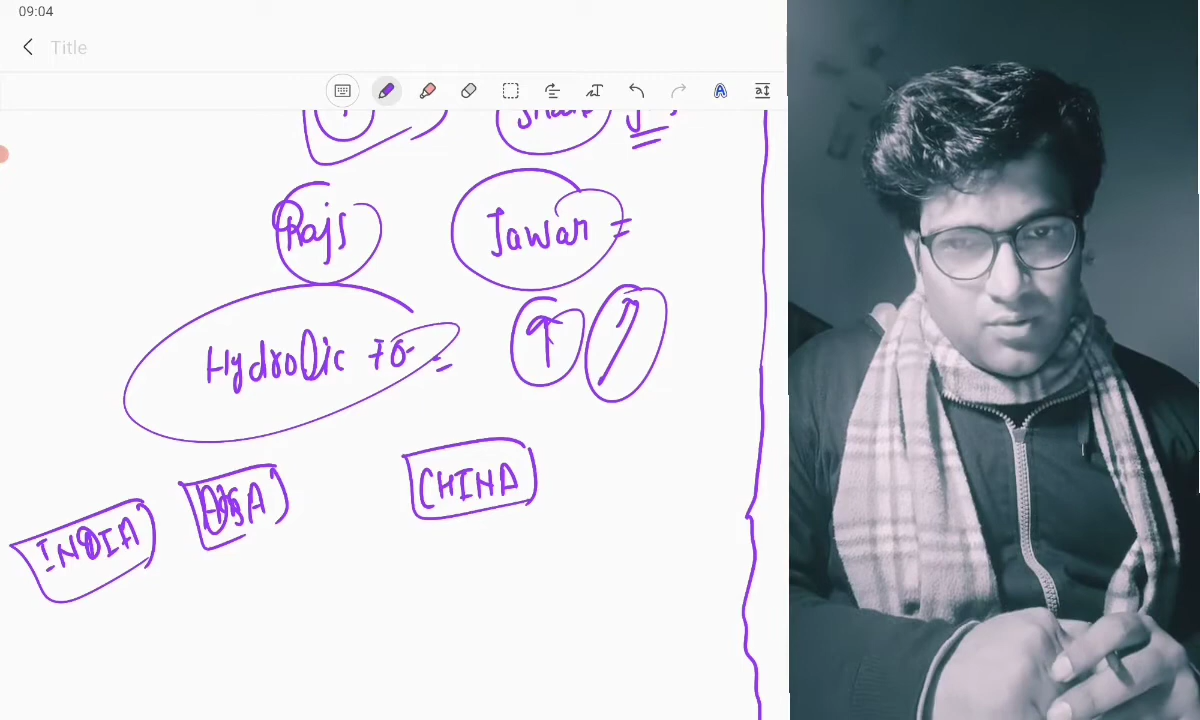 09:04
Title
Rajs Jawar =
Hydrolic 70-
CHINA
INDIA